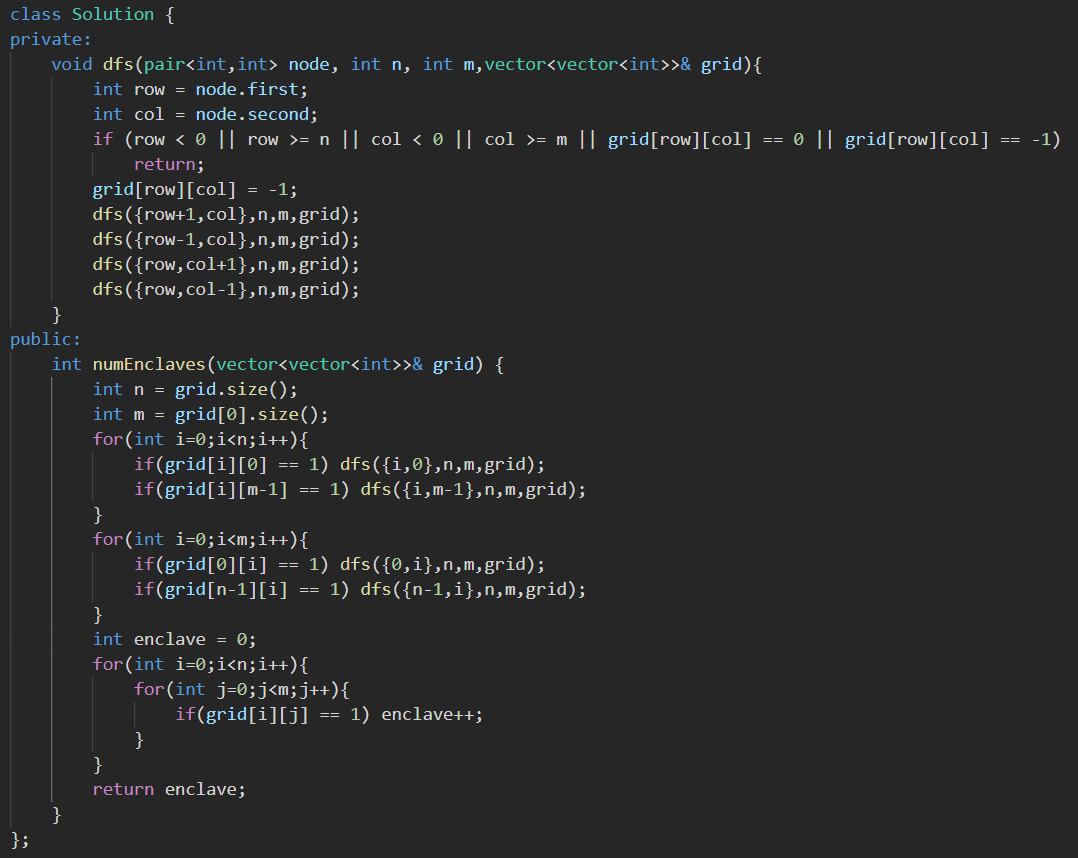 class Solution {
private:
    void dfs(pair<int,int> node, int n, int m,vector<vector<int>>& grid){
        int row = node.first;
        int col = node.second;
        if (row < 0 || row >= n || col < 0 || col >= m || grid[row][col] == 0 || grid[row][col] == -1)
            return;
        grid[row][col] = -1;
        dfs({row+1,col},n,m,grid);
        dfs({row-1,col},n,m,grid);
        dfs({row,col+1},n,m,grid);
        dfs({row,col-1},n,m,grid);
    }
public:
    int numEnclaves(vector<vector<int>>& grid) {
        int n = grid.size();
        int m = grid[0].size();
        for(int i=0;i<n;i++){
            if(grid[i][0] == 1) dfs({i,0},n,m,grid);
            if(grid[i][m-1] == 1) dfs({i,m-1},n,m,grid);
        }
        for(int i=0;i<m;i++){
            if(grid[0][i] == 1) dfs({0,i},n,m,grid);
            if(grid[n-1][i] == 1) dfs({n-1,i},n,m,grid);
        }
        int enclave = 0;
        for(int i=0;i<n;i++){
            for(int j=0;j<m;j++){
                if(grid[i][j] == 1) enclave++;
            }
        }
        return enclave;
    }
};